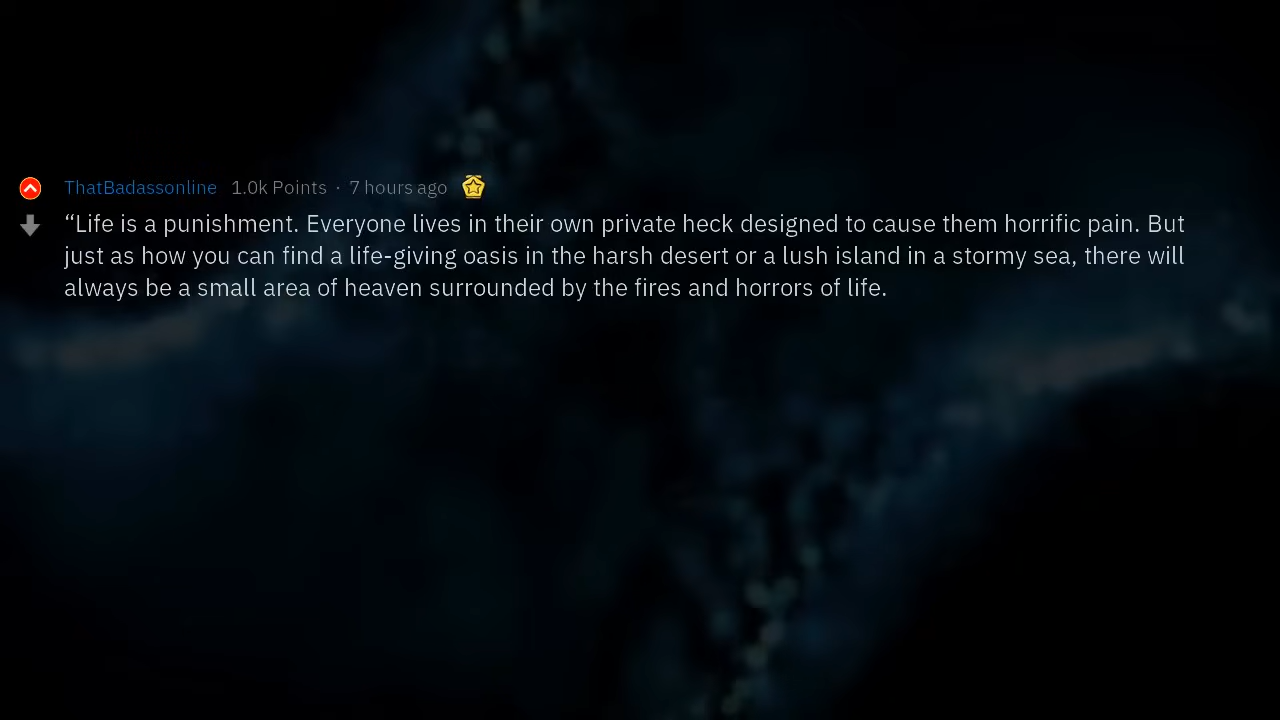 ThatBadassonline 1.0k Points · 7 hours ago
“Life is a punishment. Everyone lives in their own private heck designed to cause them horrific pain. But
just as how you can find a life-giving oasis in the harsh desert or a lush island in a stormy sea, there will
always be a small area of heaven surrounded by the fires and horrors of life.